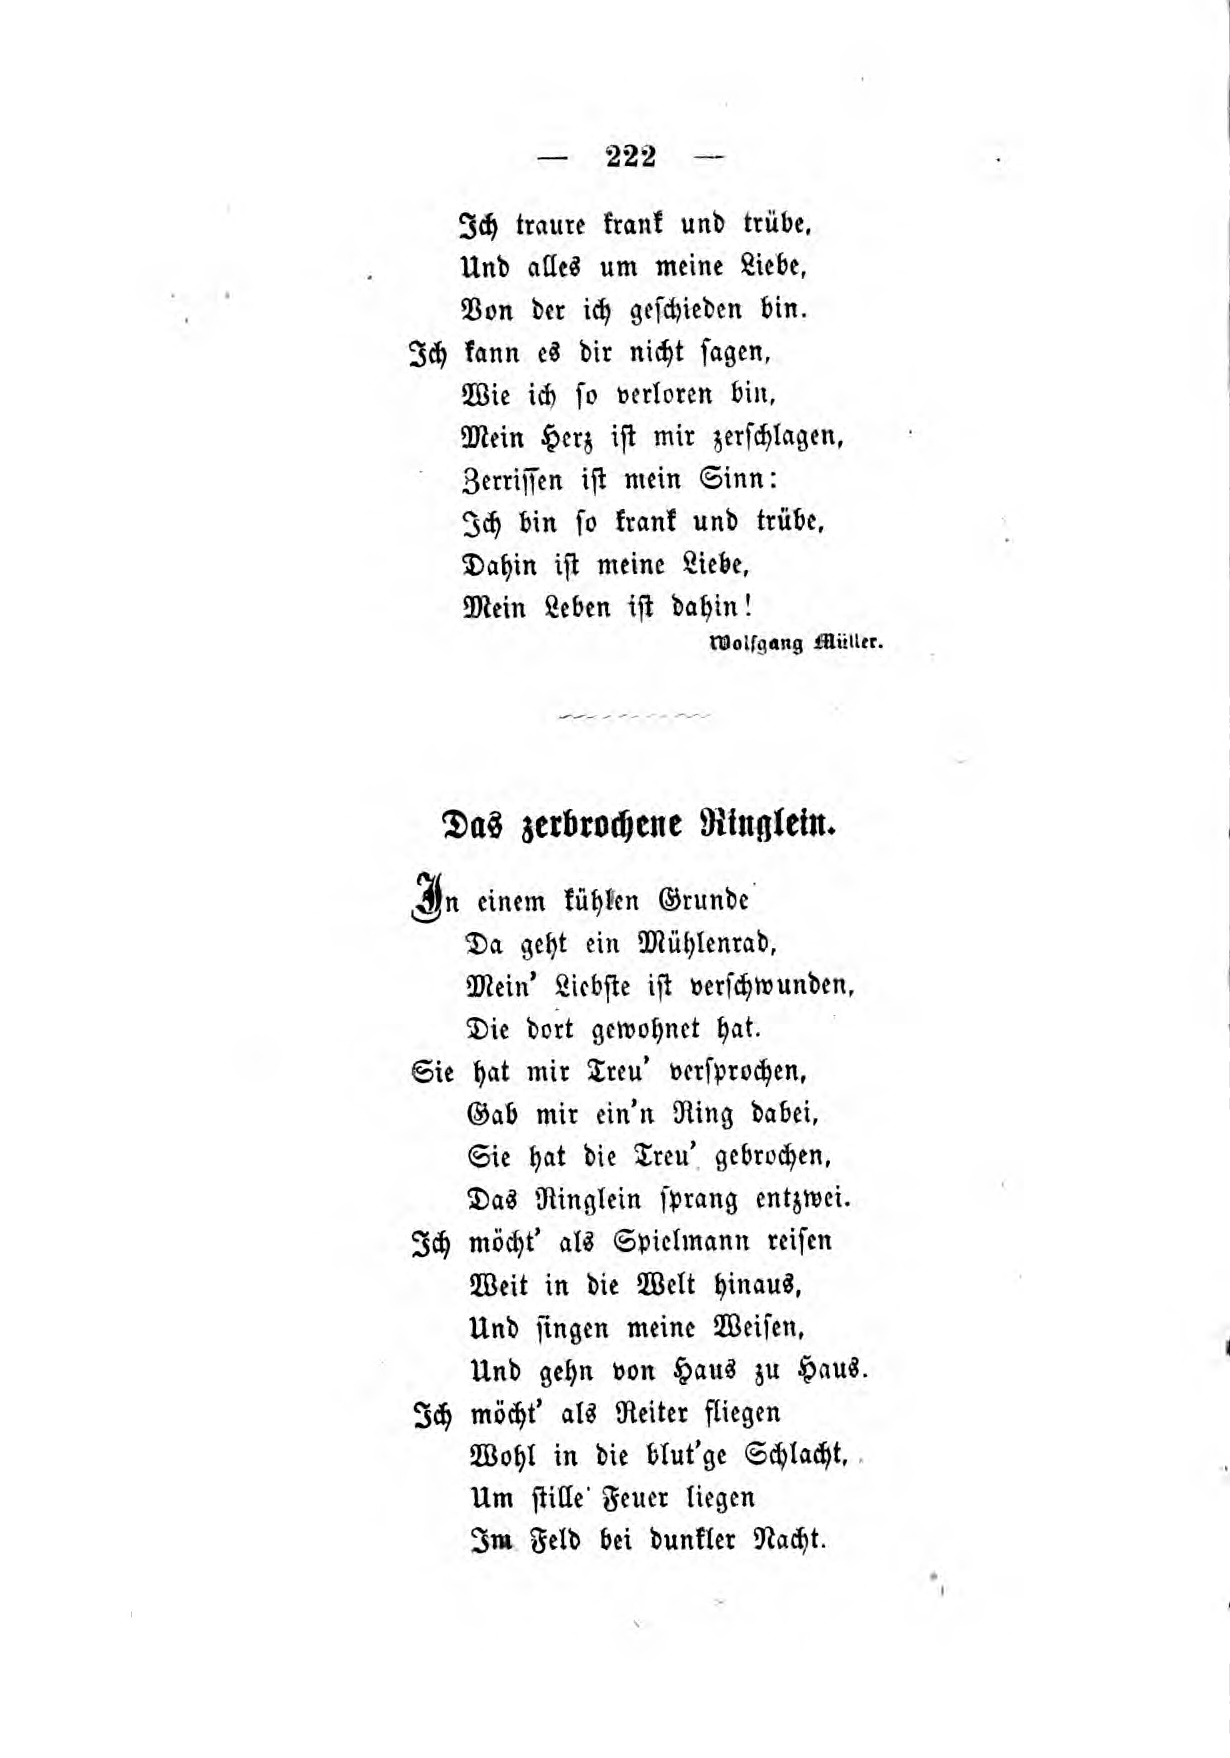 — 222 —
Ich traure krank und trübe,
Und alles um meine Liebe,
Von der ich geschieden bin.
Ich kann es dir nicht sagen,
Wie ich so verloren bin,
Mein Herz ist mir zerschlagen,
Zerrissen ist mein Sinn:
Ich bin so krank und trübe,
Dahin ist meine Liebe,
Mein Leben ist dahin!
Wolfgang Müller.
Das zerbrochene Ringlein.
In einem kühlen Grunde
Da geht ein Mühlenrad,
Mein' Liebste ist verschwunden,
Die dort gewohnet hat.
Sie hat mir Treu' versprochen,
Gab mir ein'n Ring dabei,
Sie hat die Treu' gebrochen,
Das Ringlein sprang entzwei.
Ich möcht' als Spielmann reisen
Weit in die Welt hinaus,
Und singen meine Weisen,
Und gehn von Haus zu Haus.
Ich möcht' als Reiter fliegen
Wohl in die blut'ge Schlacht,
Um stille Feuer liegen
Im Feld bei dunkler Nacht.